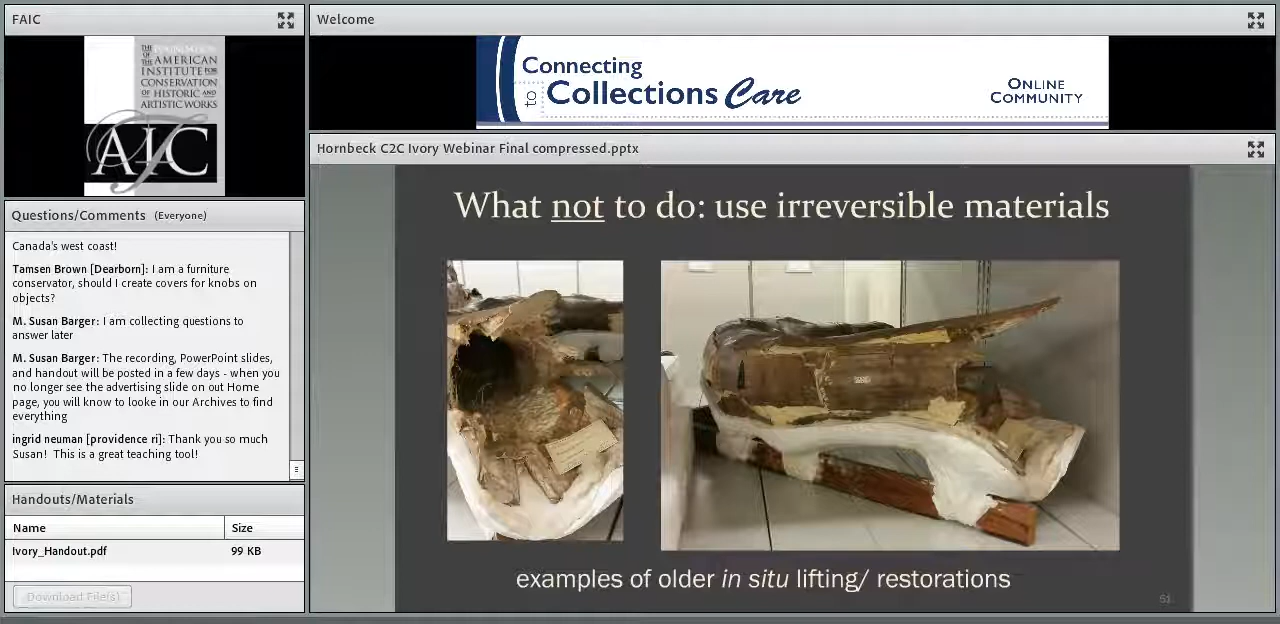 FAIC
THE FOUNDATION
OF THE AMERICAN
INSTITUTE FOR
CONSERVATION
OF HISTORIC AND
ARTISTIC WORKS
AIC
Questions/Comments (Everyone)
Canada's west coast!
Tamsen Brown [Dearborn]: I am a furniture
conservator, should I create covers for knobs on
objects?
M. Susan Barger: I am collecting questions to
answer later
M. Susan Barger: The recording, PowerPoint slides,
and handout will be posted in a few days - when you
no longer see the advertising slide on out Home
page, you will know to looke in our Archives to find
everything
ingrid neuman [providence ri]: Thank you so much
Susan! This is a great teaching tool!
Handouts/Materials
Name Size
Ivory_Handout.pdf 99 KB
Download File(s)
Welcome
Connecting
to Collections Care
ONLINE
COMMUNITY
Hornbeck C2C Ivory Webinar Final compressed.pptx
What not to do: use irreversible materials
examples of older in situ lifting/ restorations